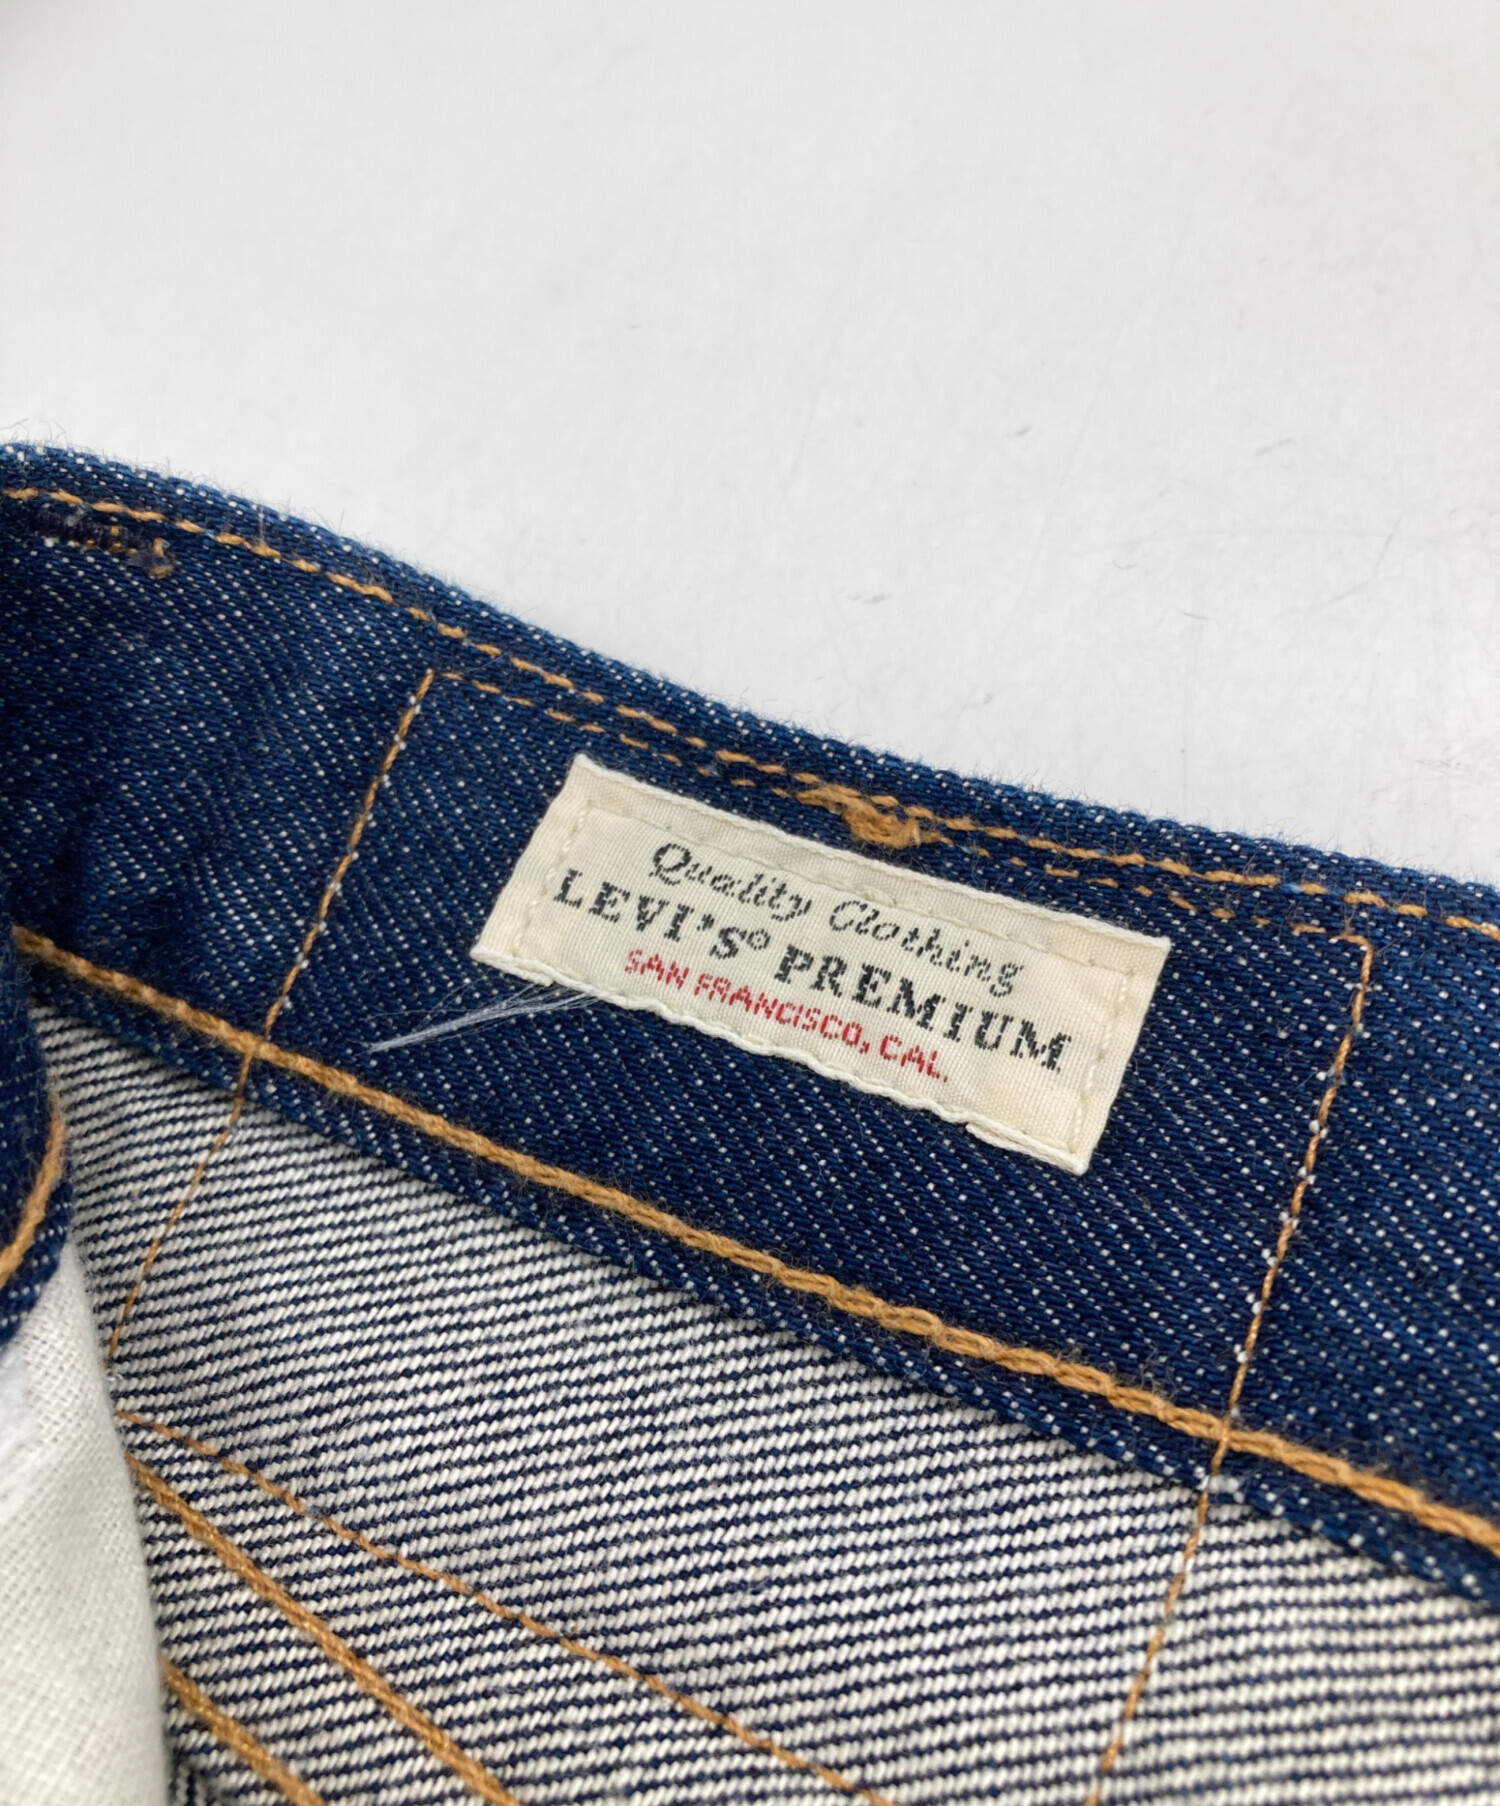 Quality Clothing
LEVI'S® PREMIUM
SAN FRANCISCO, CAL.